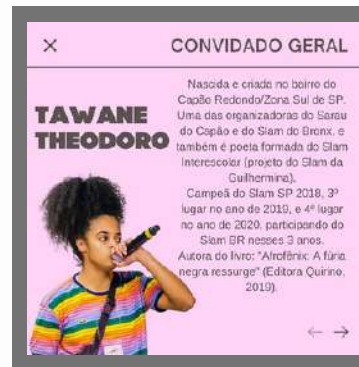 CONVIDADO GERAL
TAWANE
THEODORO
Nascida e criada no bairro do
Capão Redondo/Zona Sul de SP.
Uma das organizadoras do Sarau
do Capão e do Slam do Bronx, e
também é poeta formada do Slam
Interescolar (projeto do Slam da
Guilhermina).
Campeã do Slam SP 2018, 3º
lugar no ano de 2019, e 4º lugar
no ano de 2020, participando do
Slam BR nesses 3 anos.
Autora do livro: "Afrofênix: A fúria
negra ressurge" (Editora Quirino,
2019).